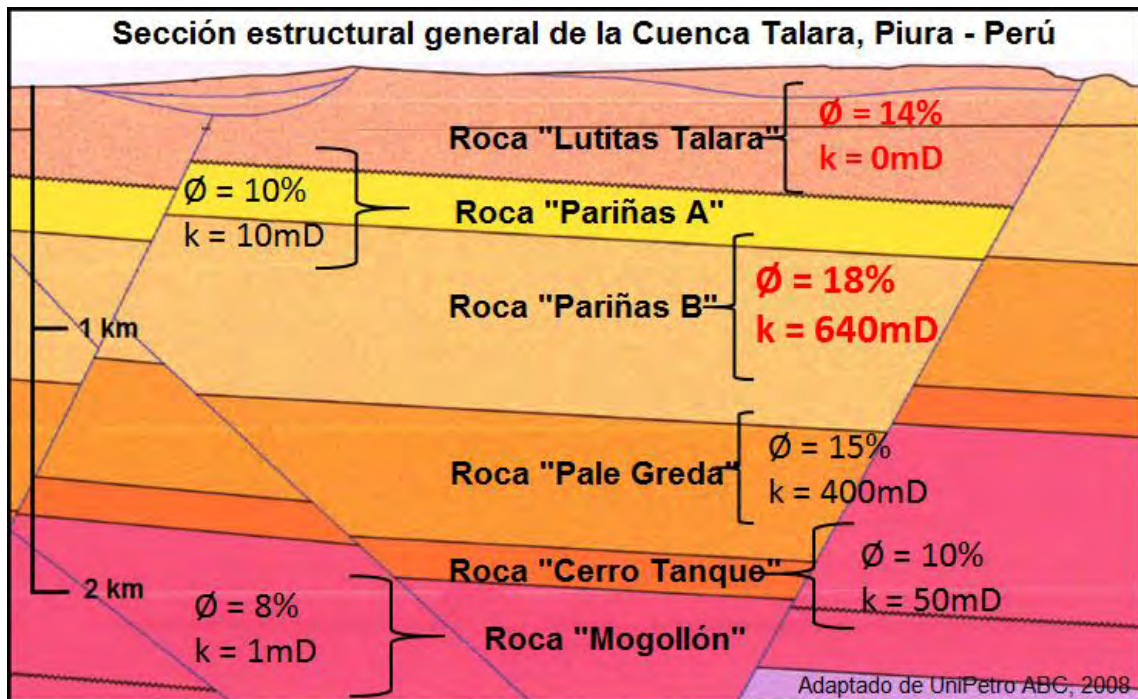 Sección estructural general de la Cuenca Talara, Piura - Perú
Roca "Lutitas Talara"
Ø = 14%
k = 0mD
Ø = 10%
k = 10mD
Roca "Pariñas A"
Roca "Pariñas B"
Ø = 18%
k = 640mD
1 km
Roca "Pale Greda"
Ø = 15%
k = 400mD
Roca "Cerro Tanque"
Ø = 10%
k = 50mD
2 km
Ø = 8%
k = 1mD
Roca "Mogollón"
Adaptado de UniPetro ABC, 2008